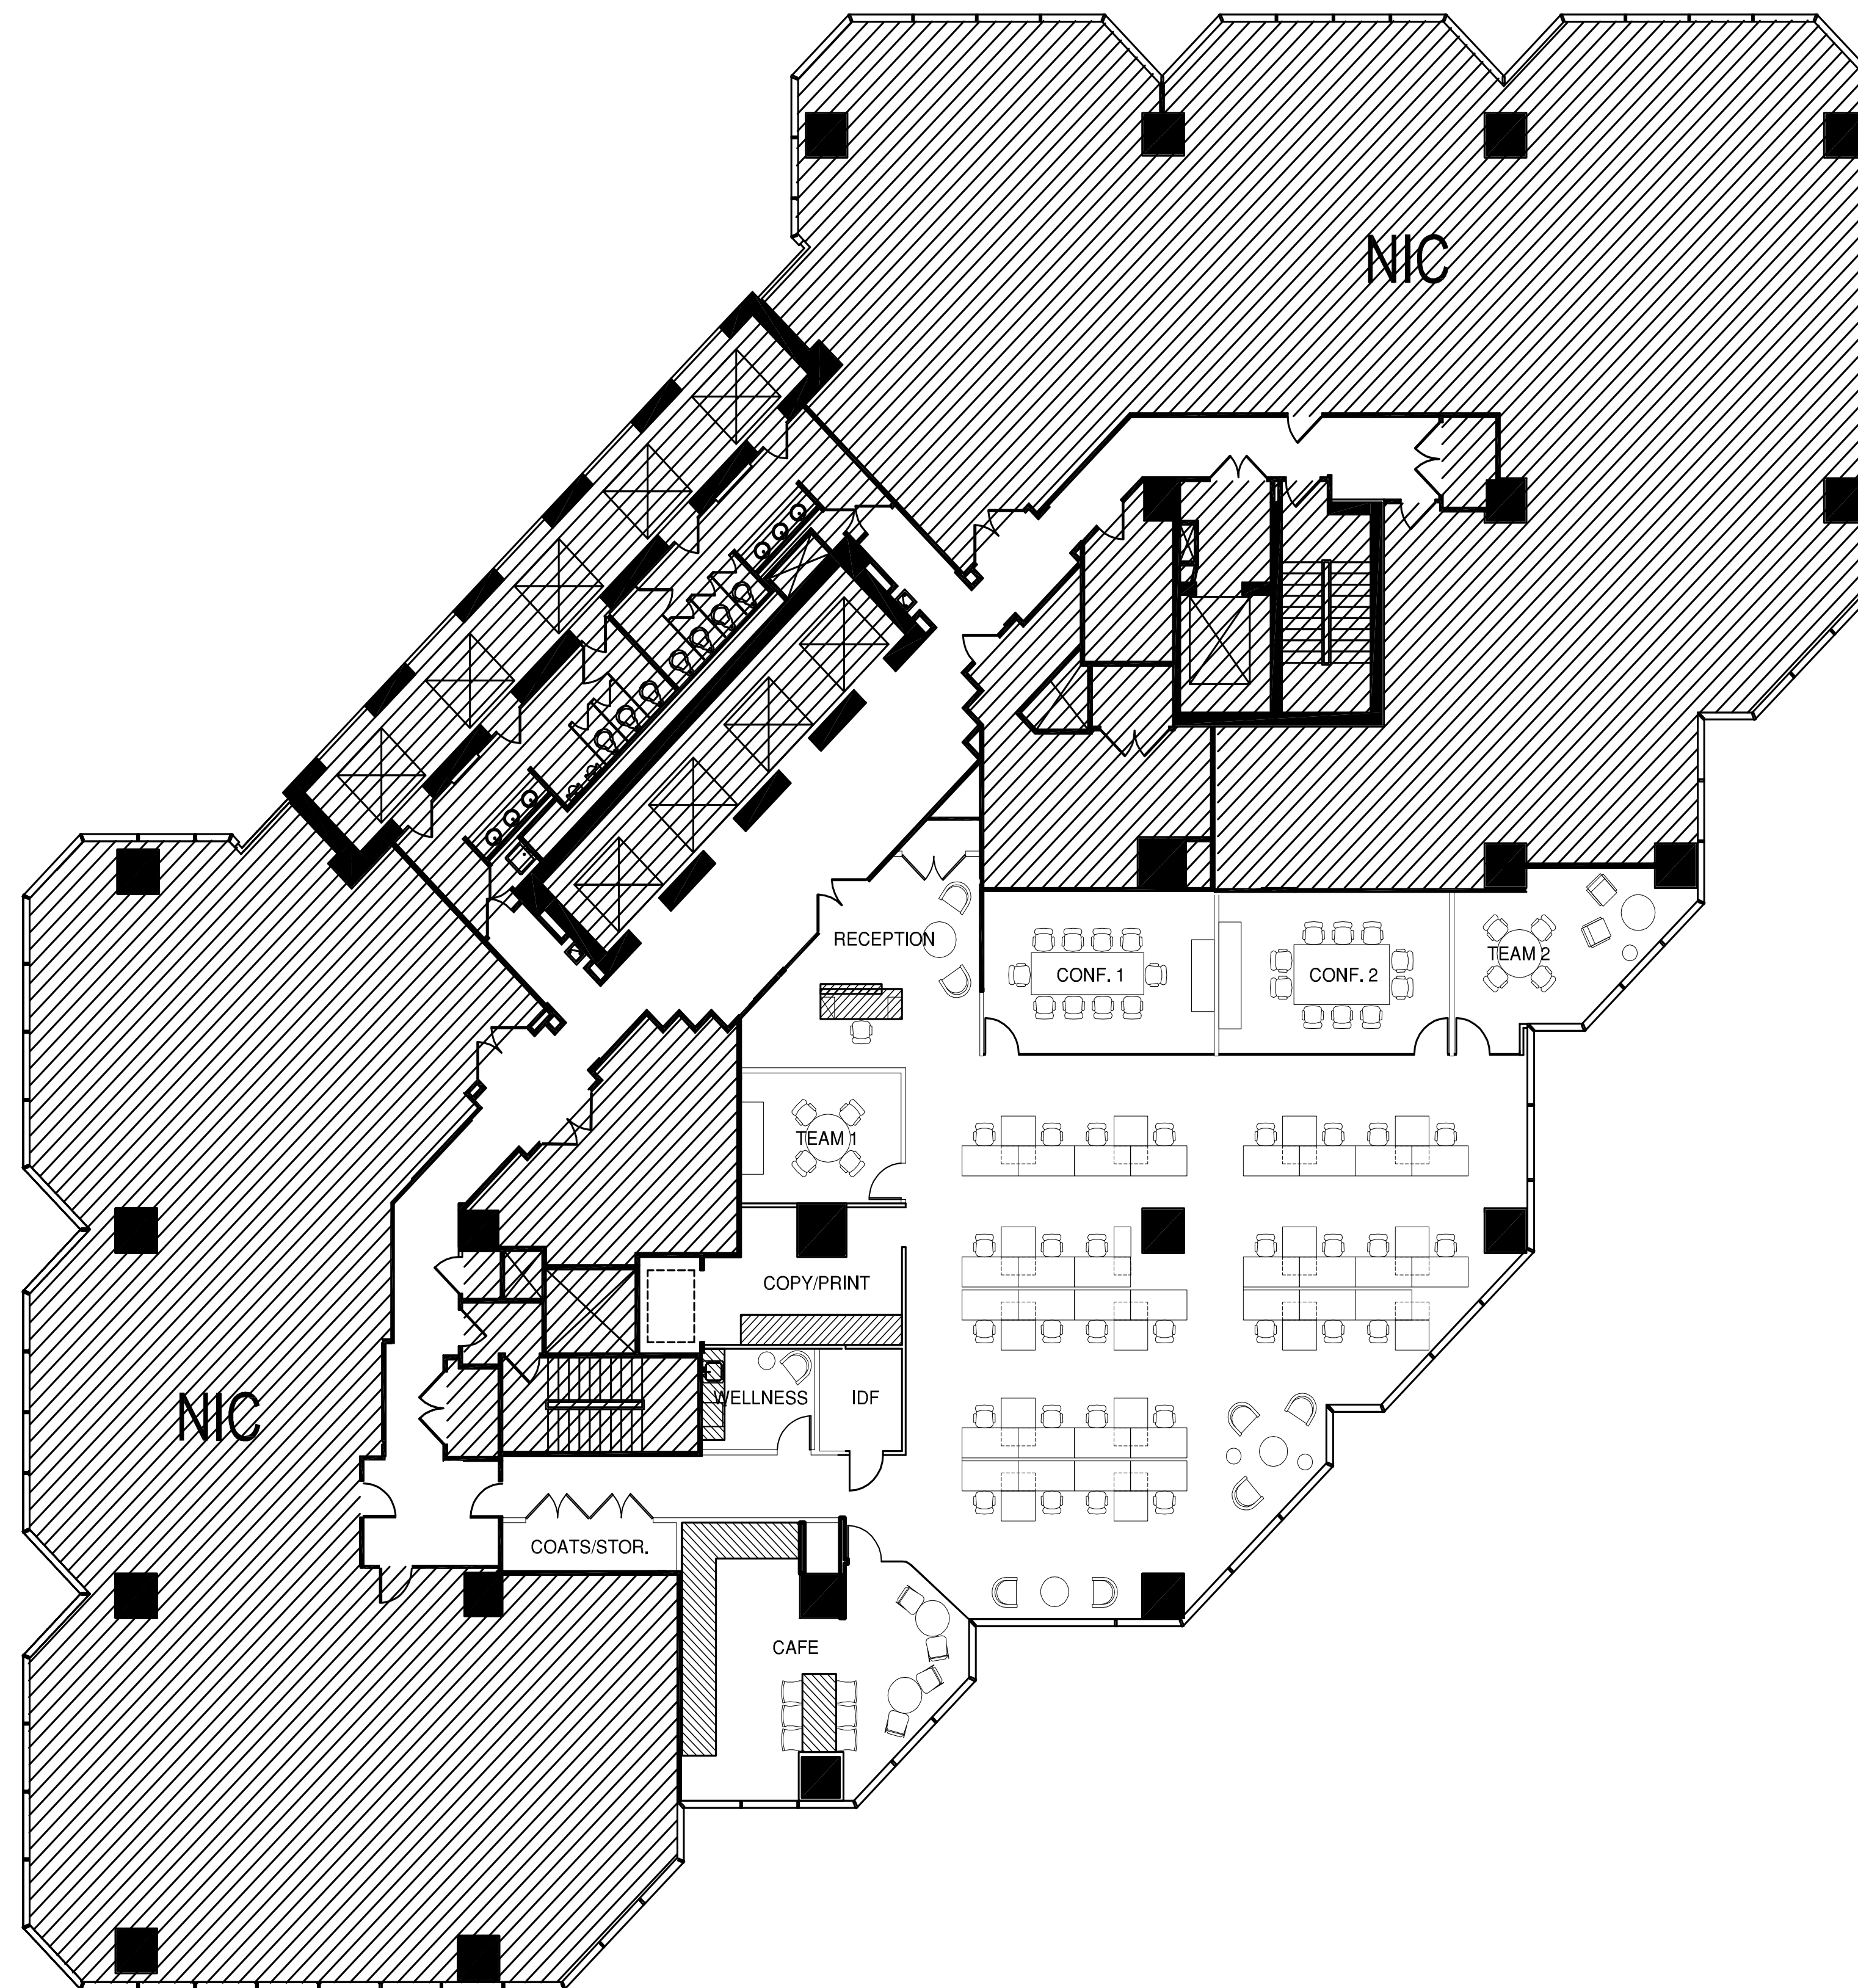 NIC
RECEPTION
CONF. 1
CONF. 2
TEAM 2
TEAM 1
COPY/PRINT
WELLNESS
IDF
NIC
COATS/STOR.
CAFE